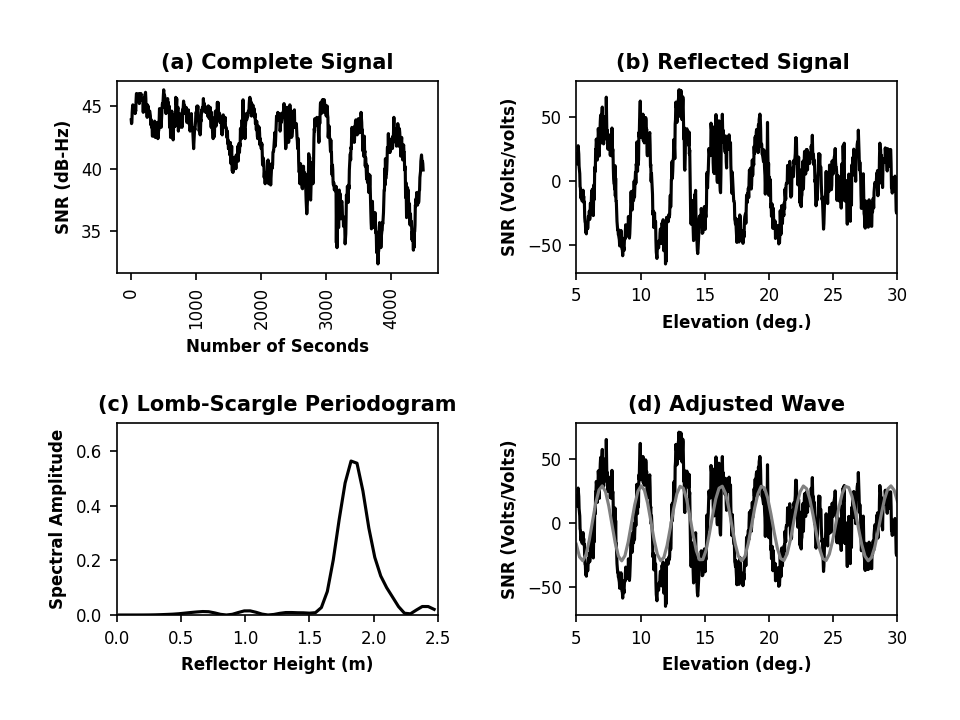 (a) Complete Signal
SNR (dB-Hz)
45
40
35
0
1000
2000
3000
4000
Number of Seconds
(b) Reflected Signal
SNR (Volts/volts)
50
0
−50
5 10 15 20 25 30
Elevation (deg.)
(c) Lomb-Scargle Periodogram
Spectral Amplitude
0.6
0.4
0.2
0.0
0.0 0.5 1.0 1.5 2.0 2.5
Reflector Height (m)
(d) Adjusted Wave
SNR (Volts/Volts)
50
0
−50
5 10 15 20 25 30
Elevation (deg.)